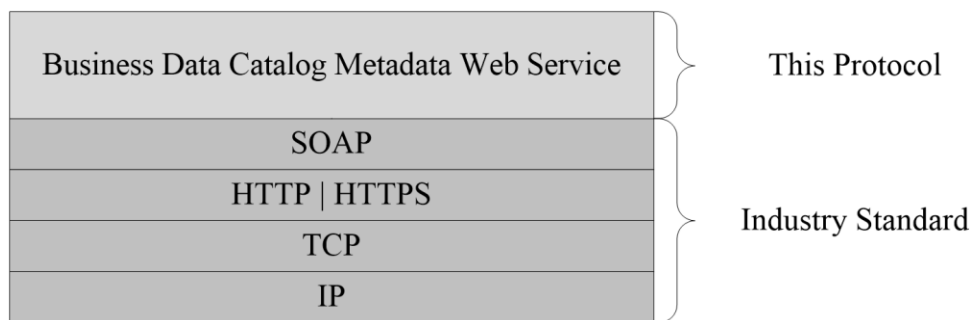 Business Data Catalog Metadata Web Service
This Protocol
SOAP
HTTP | HTTPS
TCP
Industry Standard
IP